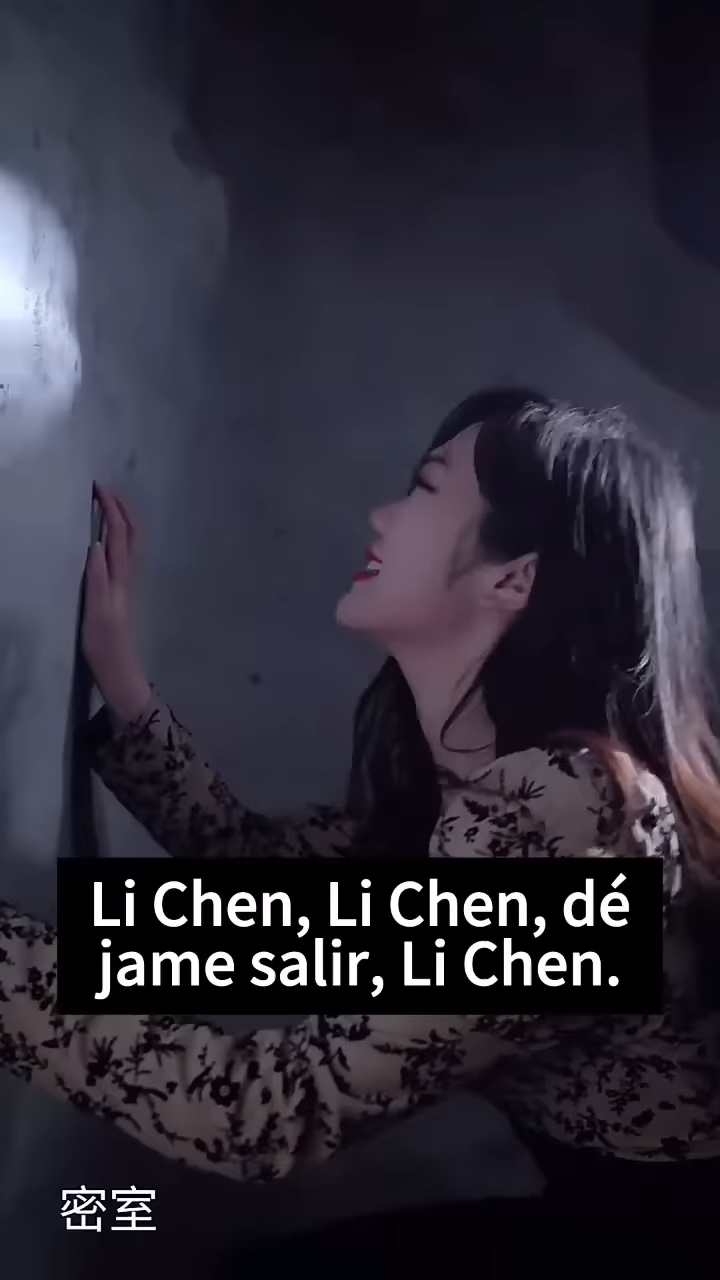 Li Chen, Li Chen, dé
jame salir, Li Chen.
密室